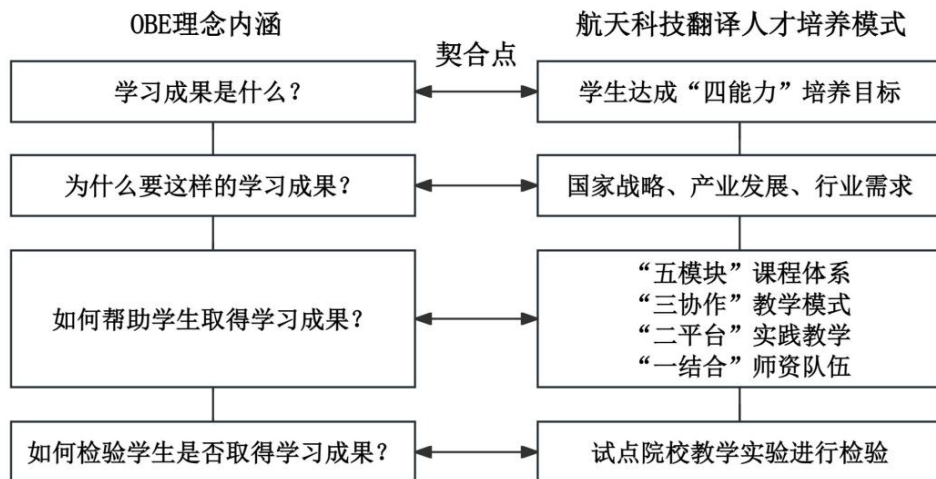 OBE理念内涵
航天科技翻译人才培养模式
契合点
学习成果是什么？
学生达成“四能力”培养目标
为什么要这样的学习成果？
国家战略、产业发展、行业需求
如何帮助学生取得学习成果？
“五模块”课程体系
“三协作”教学模式
“二平台”实践教学
“一结合”师资队伍
如何检验学生是否取得学习成果？
试点院校教学实验进行检验